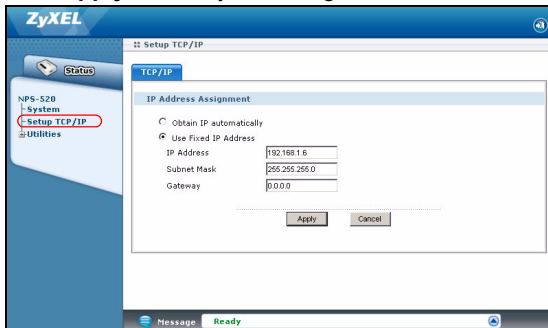 ZyXEL
Setup TCP/IP
Status
TCP/IP
NPS-520
System
Setup TCP/IP
Utilities
IP Address Assignment
Obtain IP automatically
Use Fixed IP Address
IP Address 192.168.1.6
Subnet Mask 255.255.255.0
Gateway 0.0.0.0
Apply Cancel
Message Ready